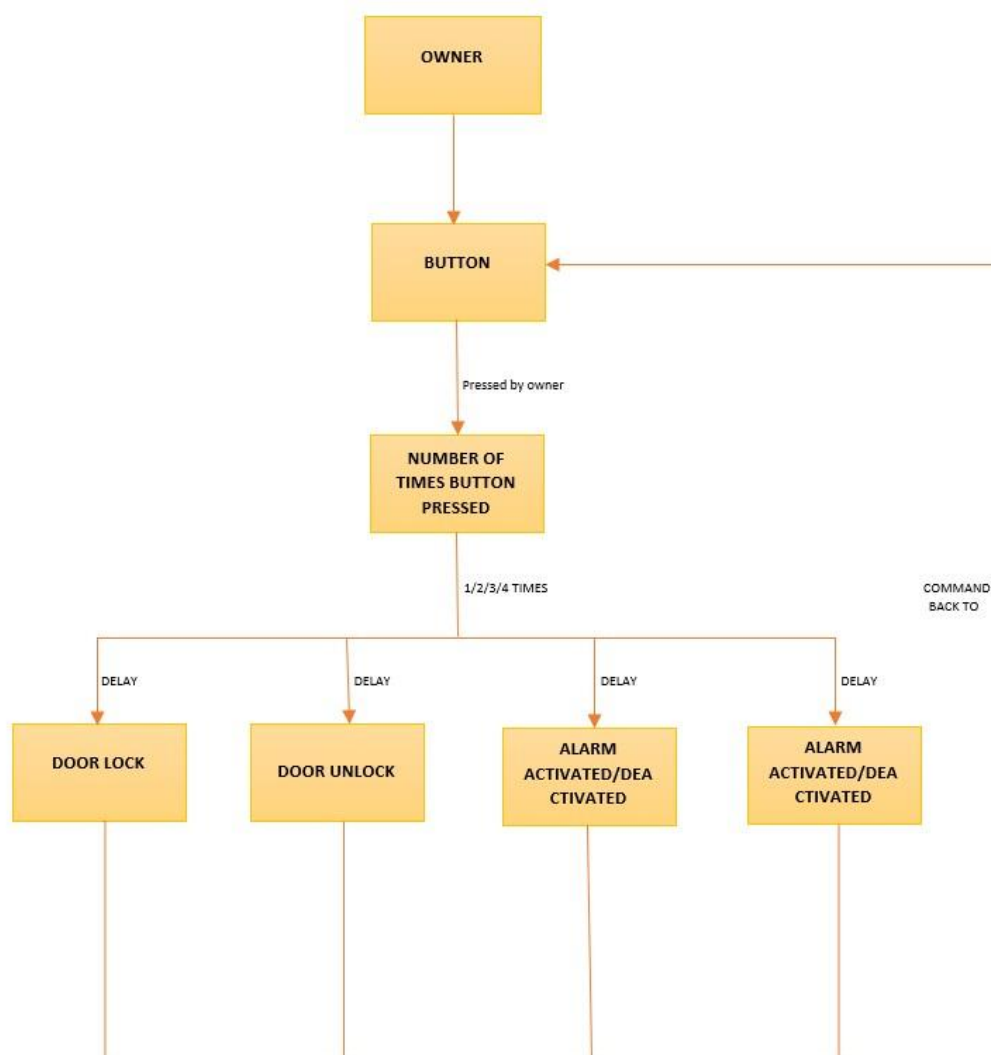 OWNER
BUTTON
Pressed by owner
NUMBER OF
TIMES BUTTON
PRESSED
1/2/3/4 TIMES
COMMAND
BACK TO
DELAY
DELAY
DELAY
DELAY
DOOR LOCK
DOOR UNLOCK
ALARM
ACTIVATED/DEA
CTIVATED
ALARM
ACTIVATED/DEA
CTIVATED